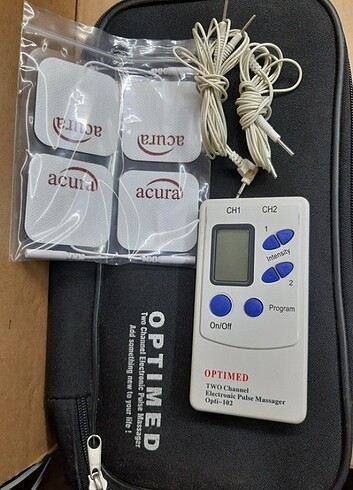 acura
acura
acura
acura
CH1 CH2
1
Intensity
2
Program
On/Off
OPTIMED
TWO Channel
Electronic Pulse Massager
Opti-102
OPTIMED
Two Channel Electronic Pulse Massager
Add something new to your life !